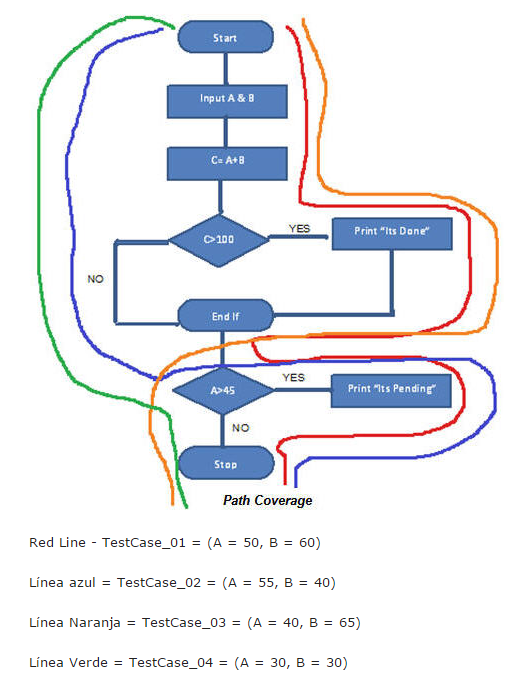 Start
Input A & B
C= A+B
C>100
YES
Print "Its Done"
NO
End If
A>45
YES
Print "Its Pending"
NO
Stop
Path Coverage
Red Line - TestCase_01 = (A = 50, B = 60)
Línea azul = TestCase_02 = (A = 55, B = 40)
Línea Naranja = TestCase_03 = (A = 40, B = 65)
Línea Verde = TestCase_04 = (A = 30, B = 30)